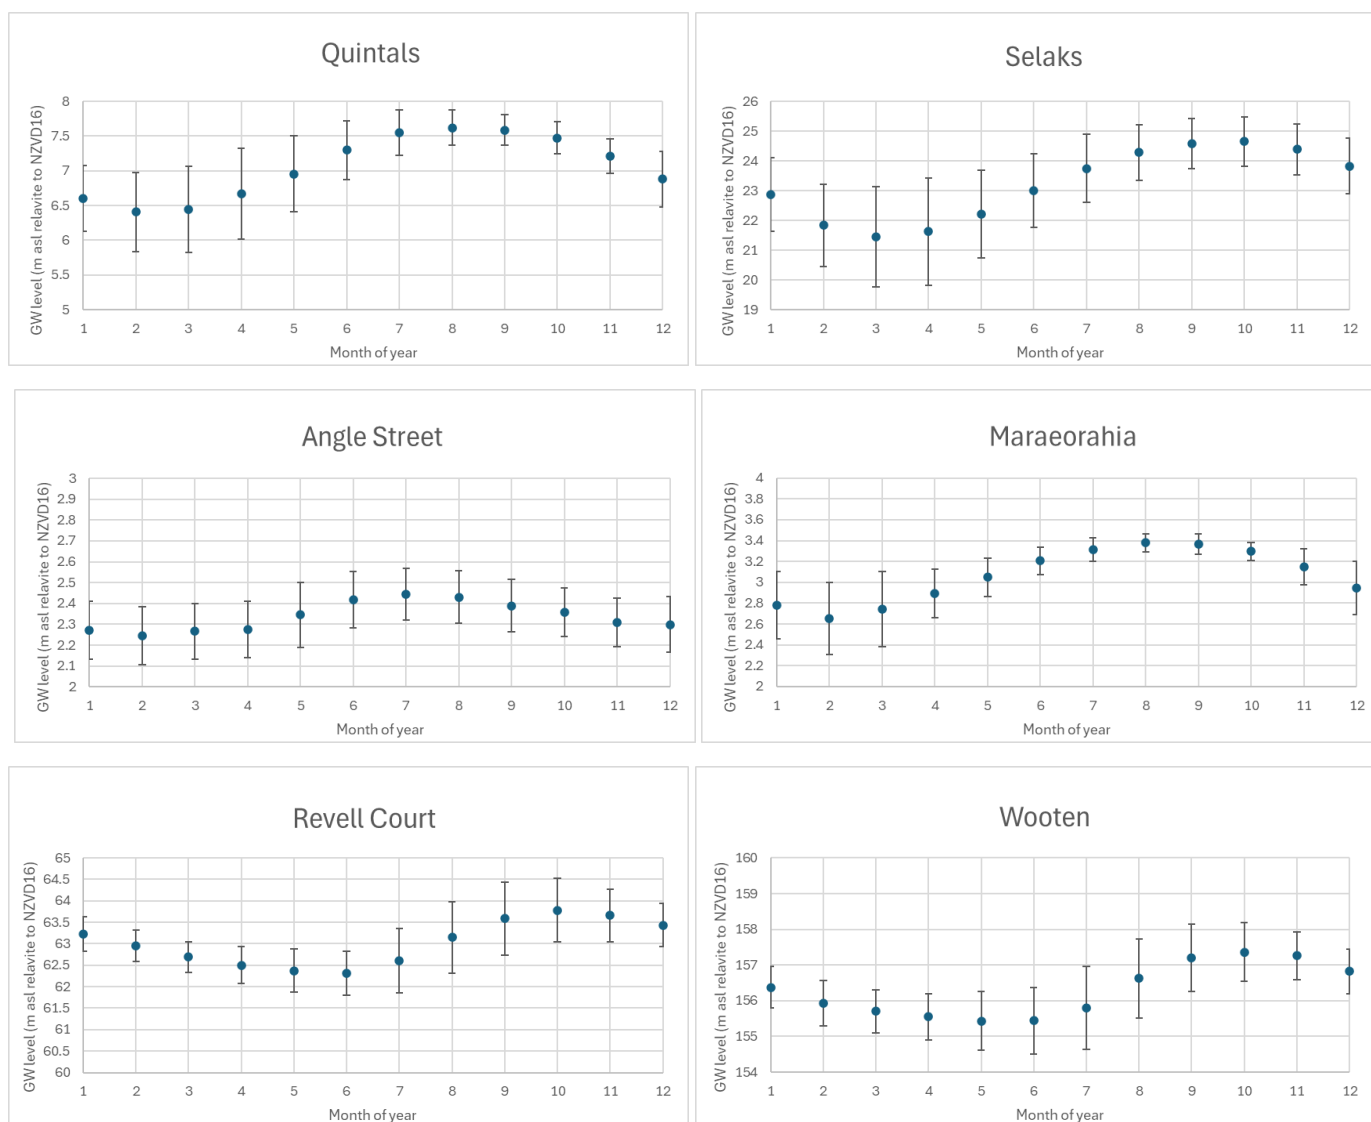 Quintals
GW level (m asl relavite to NZVD16)
8
7.5
7
6.5
6
5.5
5
1 2 3 4 5 6 7 8 9 10 11 12
Month of year
Selaks
GW level (m asl relavite to NZVD16)
26
25
24
23
22
21
20
19
1 2 3 4 5 6 7 8 9 10 11 12
Month of year
Angle Street
GW level (m asl relavite to NZVD16)
3
2.9
2.8
2.7
2.6
2.5
2.4
2.3
2.2
2.1
2
1 2 3 4 5 6 7 8 9 10 11 12
Month of year
Maraeorahia
GW level (m asl relavite to NZVD16)
4
3.8
3.6
3.4
3.2
3
2.8
2.6
2.4
2.2
2
1 2 3 4 5 6 7 8 9 10 11 12
Month of year
Revell Court
GW level (m asl relavite to NZVD16)
65
64.5
64
63.5
63
62.5
62
61.5
61
60.5
60
1 2 3 4 5 6 7 8 9 10 11 12
Month of year
Wooten
GW level (m asl relavite to NZVD16)
160
159
158
157
156
155
154
1 2 3 4 5 6 7 8 9 10 11 12
Month of year